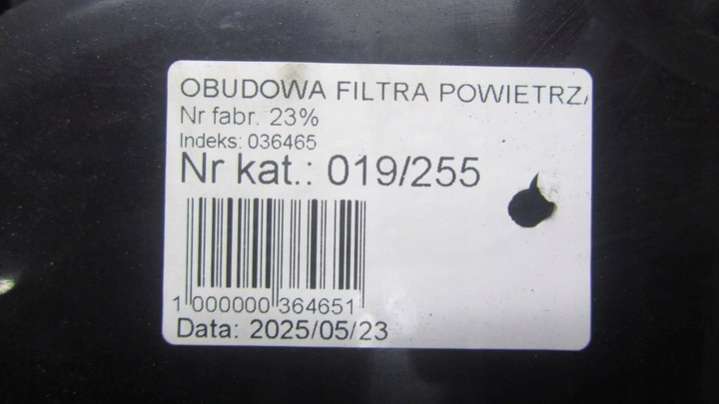 OBUDOWA FILTRA POWIETRZA
Nr fabr. 23%
Indeks: 036465
Nr kat.: 019/255
1 000000 364651
Data: 2025/05/23